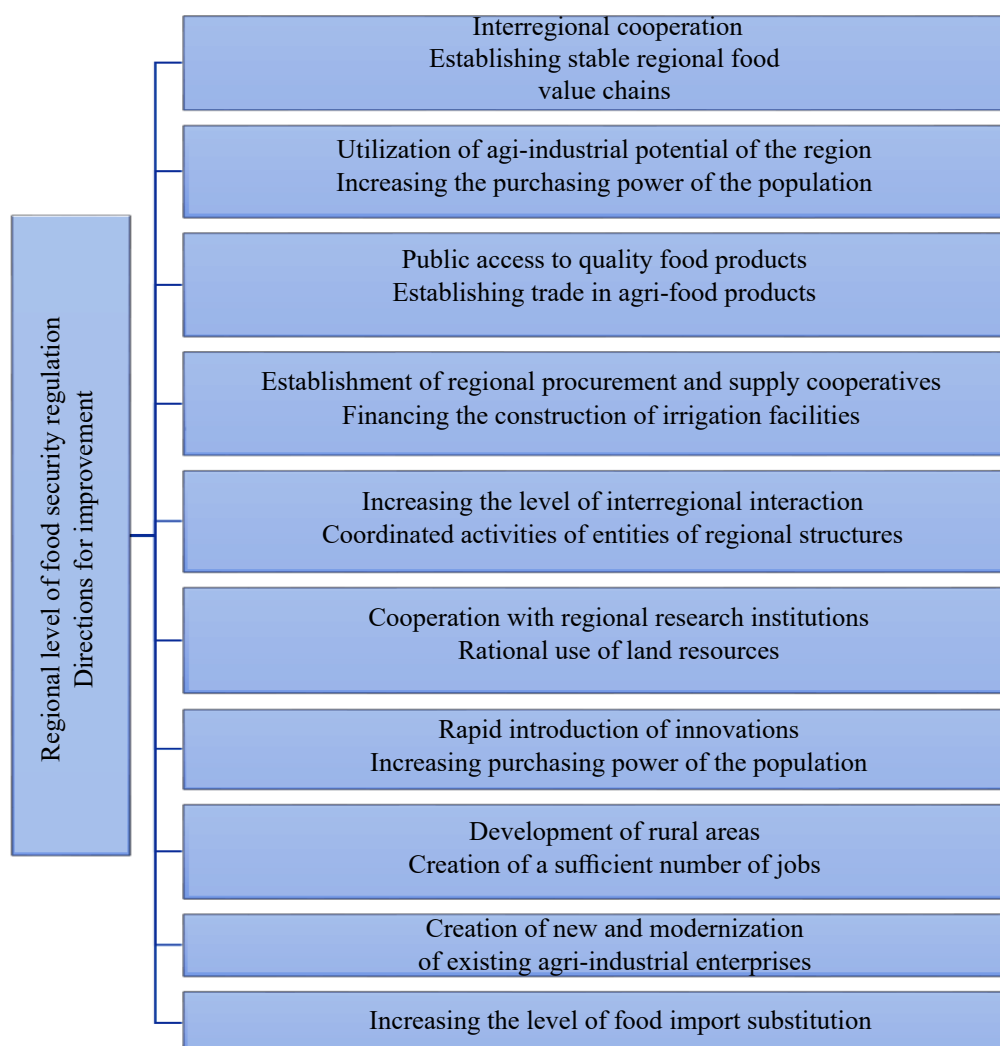 Regional level of food security regulation
Directions for improvement
Interregional cooperation
Establishing stable regional food
value chains
Utilization of agi-industrial potential of the region
Increasing the purchasing power of the population
Public access to quality food products
Establishing trade in agri-food products
Establishment of regional procurement and supply cooperatives
Financing the construction of irrigation facilities
Increasing the level of interregional interaction
Coordinated activities of entities of regional structures
Cooperation with regional research institutions
Rational use of land resources
Rapid introduction of innovations
Increasing purchasing power of the population
Development of rural areas
Creation of a sufficient number of jobs
Creation of new and modernization
of existing agri-industrial enterprises
Increasing the level of food import substitution